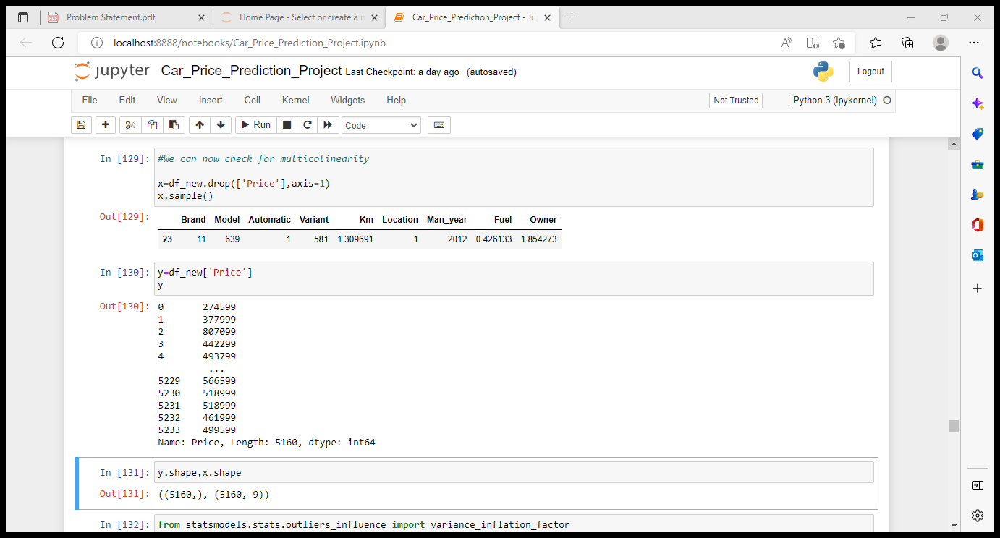 Problem Statement.pdf
Home Page - Select or create a n
Car_Price_Prediction_Project - Ju
localhost:8888/notebooks/Car_Price_Prediction_Project.ipynb
jupyter Car_Price_Prediction_Project Last Checkpoint: a day ago (autosaved)
Logout
File Edit View Insert Cell Kernel Widgets Help
Not Trusted
Python 3 (ipykernel)
Run
Code
In [129]: #We can now check for multicolinearity
x=df_new.drop(['Price'],axis=1)
x.sample()
Out[129]:
Brand Model Automatic Variant Km Location Man_year Fuel Owner
23 11 639 1 581 1.309691 1 2012 0.426133 1.854273
In [130]: y=df_new['Price']
y
Out[130]: 0 274599
1 377999
2 807099
3 442299
4 493799
...
5229 566599
5230 518999
5231 518999
5232 461999
5233 499599
Name: Price, Length: 5160, dtype: int64
In [131]: y.shape,x.shape
Out[131]: ((5160,), (5160, 9))
In [132]: from statsmodels.stats.outliers_influence import variance_inflation_factor